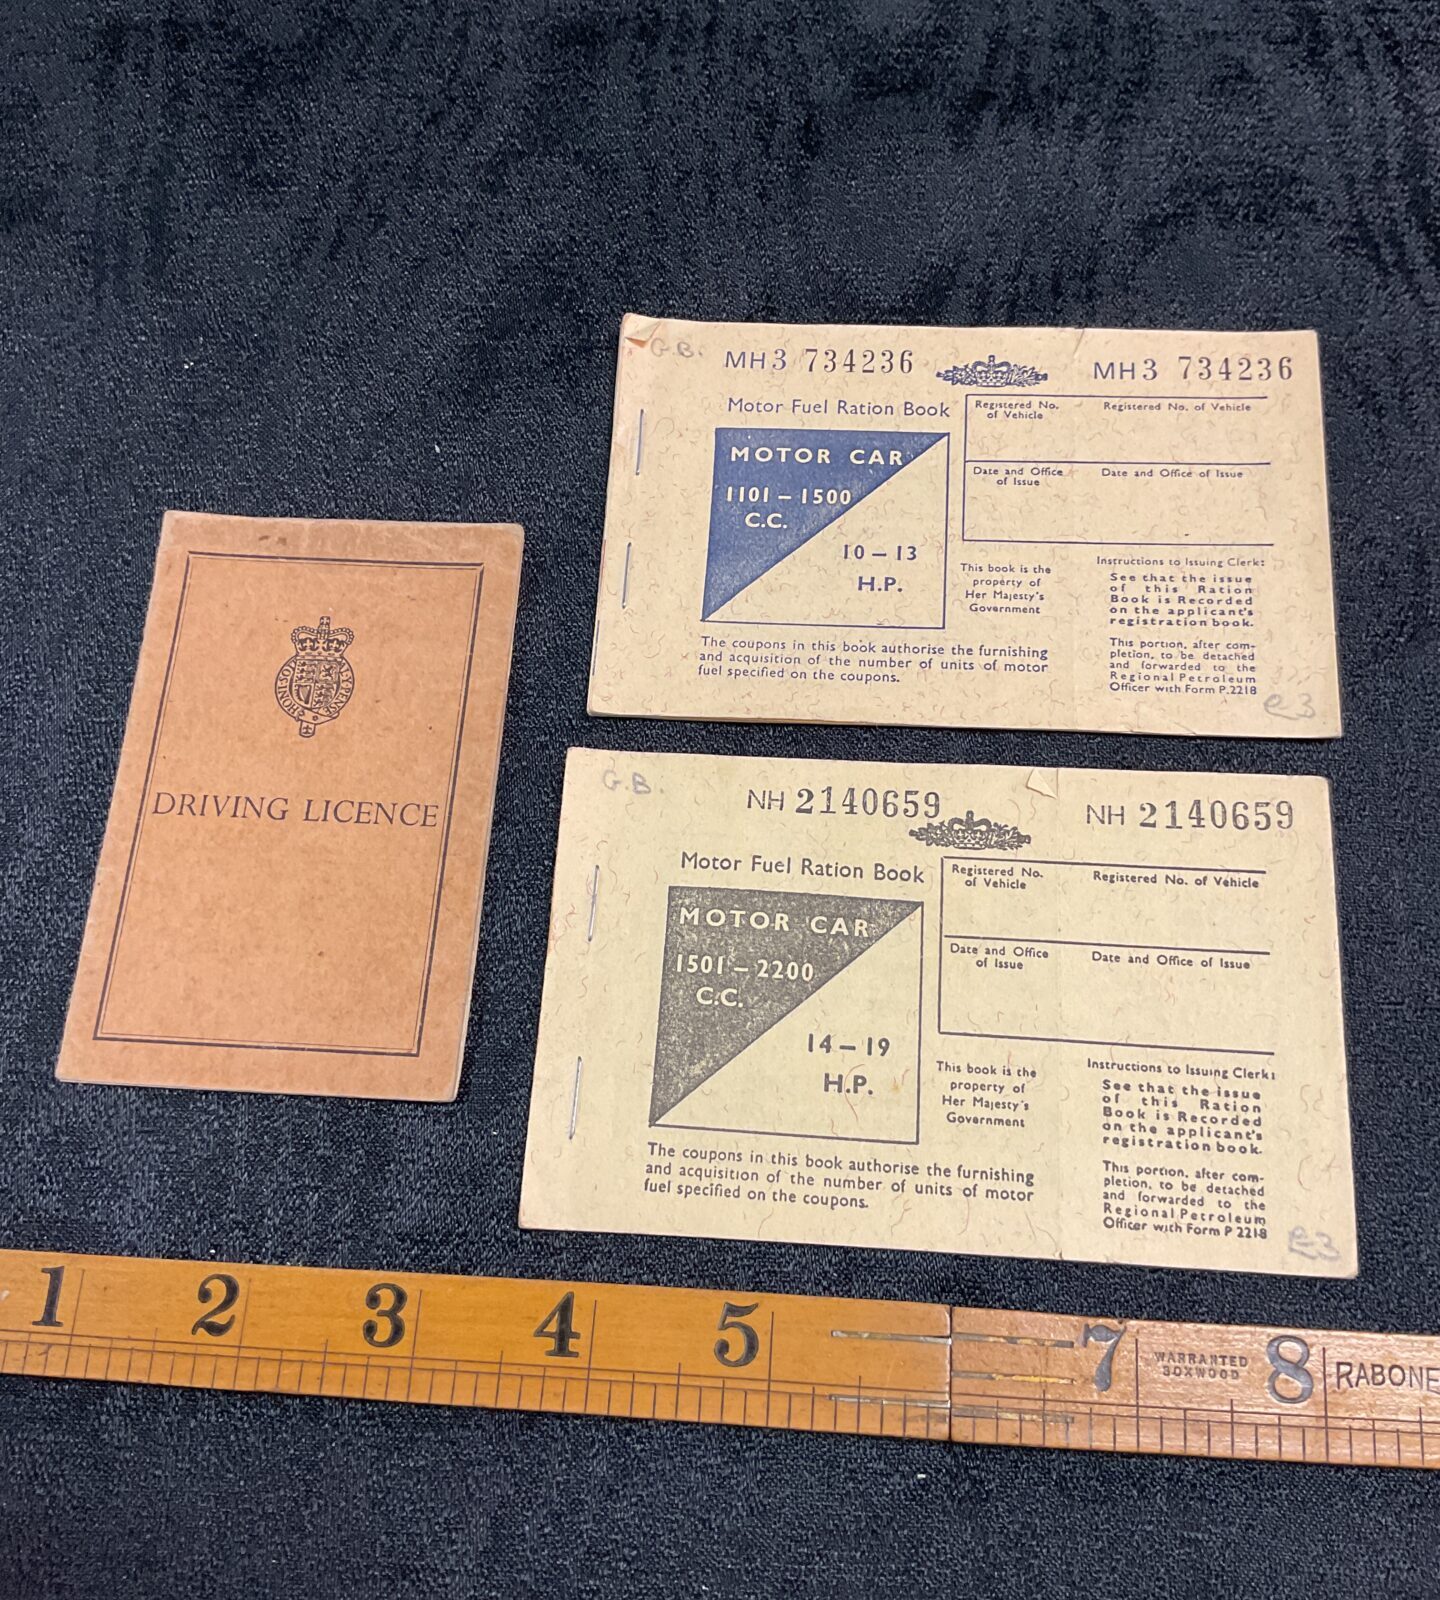 HONI·SOIT
Y·PENSE
DRIVING LICENCE
G.B.
MH3 734236
MH3 734236
Motor Fuel Ration Book
MOTOR CAR
1101 – 1500
C.C.
10 – 13
H.P.
Registered No.
of Vehicle
Registered No. of Vehicle
Date and Office
of Issue
Date and Office of Issue
This book is the
property of
Her Majesty's
Government
The coupons in this book authorise the furnishing
and acquisition of the number of units of motor
fuel specified on the coupons.
Instructions to Issuing Clerk:
See that the issue
of this Ration
Book is Recorded
on the applicant's
registration book.
This portion, after com-
pletion, to be detached
and forwarded to the
Regional Petroleum
Officer with Form P.2218
e3
G.B.
NH 2140659
NH 2140659
Motor Fuel Ration Book
MOTOR CAR
1501 – 2200
C.C.
14 – 19
H.P.
Registered No.
of Vehicle
Registered No. of Vehicle
Date and Office
of Issue
Date and Office of Issue
This book is the
property of
Her Majesty's
Government
The coupons in this book authorise the furnishing
and acquisition of the number of units of motor
fuel specified on the coupons.
Instructions to Issuing Clerk:
See that the issue
of this Ration
Book is Recorded
on the applicant's
registration book.
This portion, after com-
pletion, to be detached
and forwarded to the
Regional Petroleum
Officer with Form P 2218
e3
1 2 3 4 5 7 8
WARRANTED
BOXWOOD
RABONE